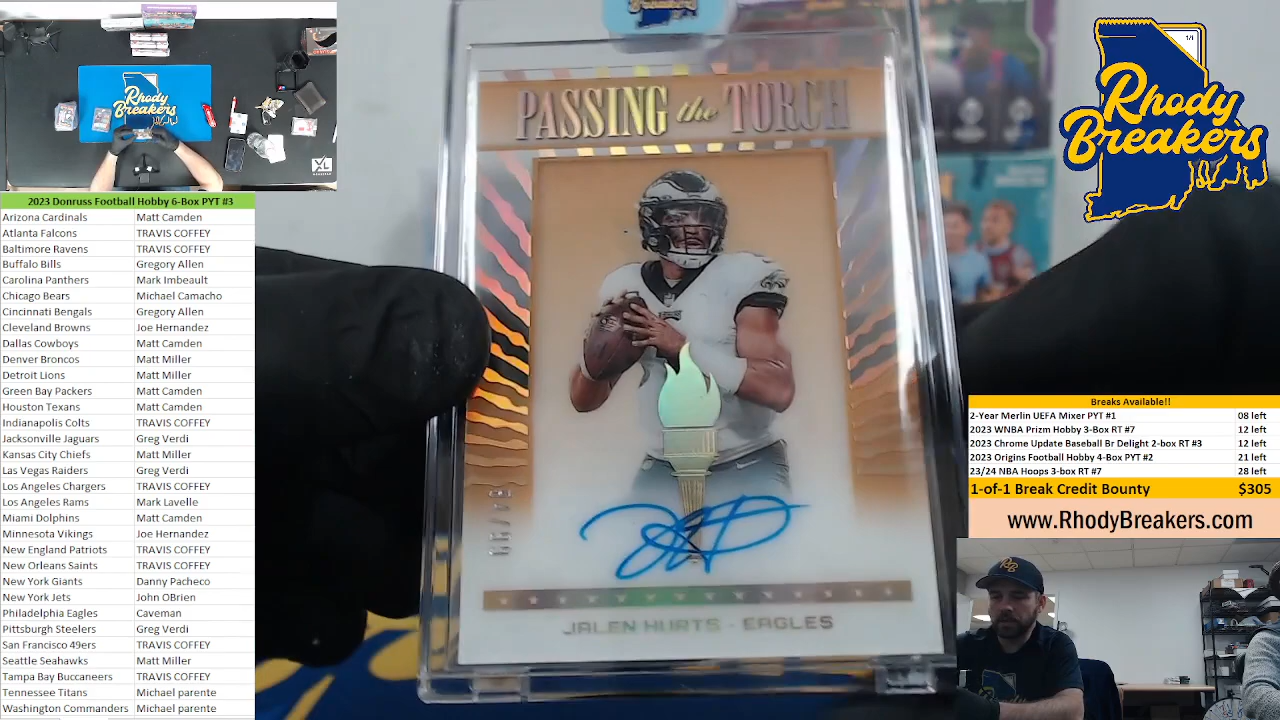 2023 Donruss Football Hobby 6-Box PYT #3
Arizona Cardinals Matt Camden
Atlanta Falcons TRAVIS COFFEY
Baltimore Ravens TRAVIS COFFEY
Buffalo Bills Gregory Allen
Carolina Panthers Mark Imbeault
Chicago Bears Michael Camacho
Cincinnati Bengals Gregory Allen
Cleveland Browns Joe Hernandez
Dallas Cowboys Matt Camden
Denver Broncos Matt Miller
Detroit Lions Matt Miller
Green Bay Packers Matt Camden
Houston Texans Matt Camden
Indianapolis Colts TRAVIS COFFEY
Jacksonville Jaguars Greg Verdi
Kansas City Chiefs Matt Miller
Las Vegas Raiders Greg Verdi
Los Angeles Chargers TRAVIS COFFEY
Los Angeles Rams Mark Lavelle
Miami Dolphins Matt Camden
Minnesota Vikings Joe Hernandez
New England Patriots TRAVIS COFFEY
New Orleans Saints TRAVIS COFFEY
New York Giants Danny Pacheco
New York Jets John OBrien
Philadelphia Eagles Caveman
Pittsburgh Steelers Greg Verdi
San Francisco 49ers TRAVIS COFFEY
Seattle Seahawks Matt Miller
Tampa Bay Buccaneers TRAVIS COFFEY
Tennessee Titans Michael parente
Washington Commanders Michael parente
Rhody
Breakers
XL
PASSING the TORCH
JALEN HURTS - EAGLES
1/1
Rhody
Breakers
Breaks Available!!
2-Year Merlin UEFA Mixer PYT #1 08 left
2023 WNBA Prizm Hobby 3-Box RT #7 12 left
2023 Chrome Update Baseball Br Delight 2-box RT #3 12 left
2023 Origins Football Hobby 4-Box PYT #2 21 left
23/24 NBA Hoops 3-box RT #7 28 left
1-of-1 Break Credit Bounty $305
www.RhodyBreakers.com
RB